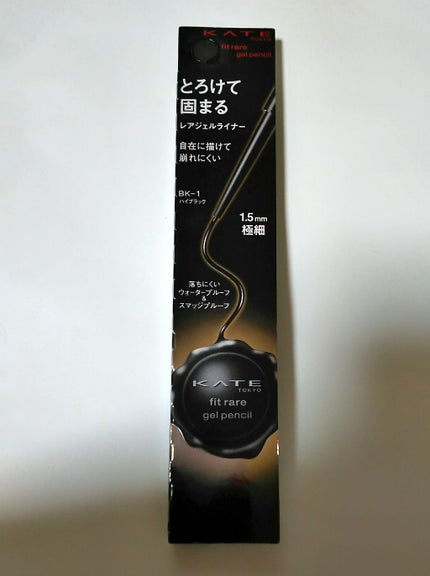 KATE
TOKYO
fit rare
gel pencil
とろけて
固まる
レアジェルライナー
自在に描けて
崩れにくい
BK-1
ハイブラック
1.5mm
極細
落ちにくい
ウォータープルーフ
&
スマッジプルーフ
KATE
TOKYO
fit rare
gel pencil